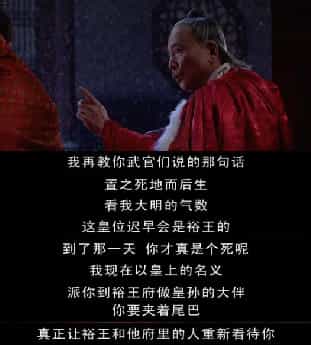 我再教你武官们说的那句话
置之死地而后生
看我大明的气数
这皇位迟早会是裕王的
到了那一天 你才真是个死呢
我现在以皇上的名义
派你到裕王府做皇孙的大伴
你要夹着尾巴
真正让裕王和他府里的人重新看待你